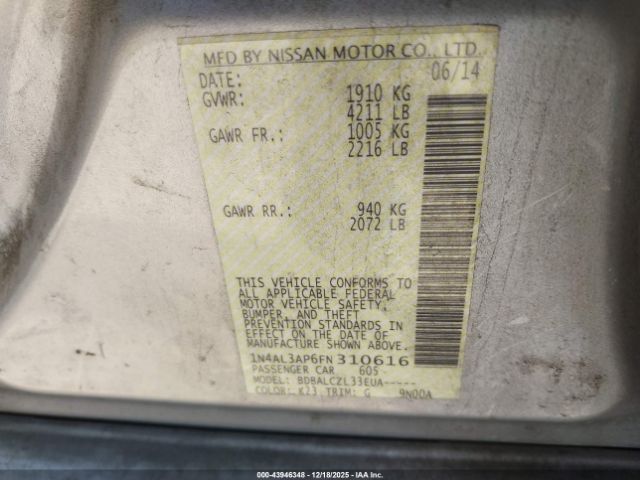 MFD BY NISSAN MOTOR CO., LTD.
DATE: 06/14
GVWR: 1910 KG
4211 LB
GAWR FR.: 1005 KG
2216 LB
GAWR RR.: 940 KG
2072 LB
THIS VEHICLE CONFORMS TO
ALL APPLICABLE FEDERAL
MOTOR VEHICLE SAFETY,
BUMPER, AND THEFT
PREVENTION STANDARDS IN
EFFECT ON THE DATE OF
MANUFACTURE SHOWN ABOVE.
1N4AL3AP6FN 310616
PASSENGER CAR 605
MODEL: BDBALCZL33EUA-----
COLOR: K23 TRIM: G 9N00A
000-43946348 - 12/18/2025 - IAA Inc.